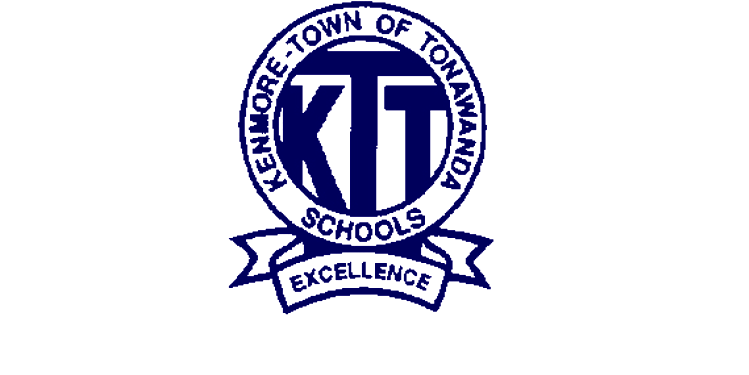 KENMORE-TOWN OF TONAWANDA
KTT
SCHOOLS
EXCELLENCE